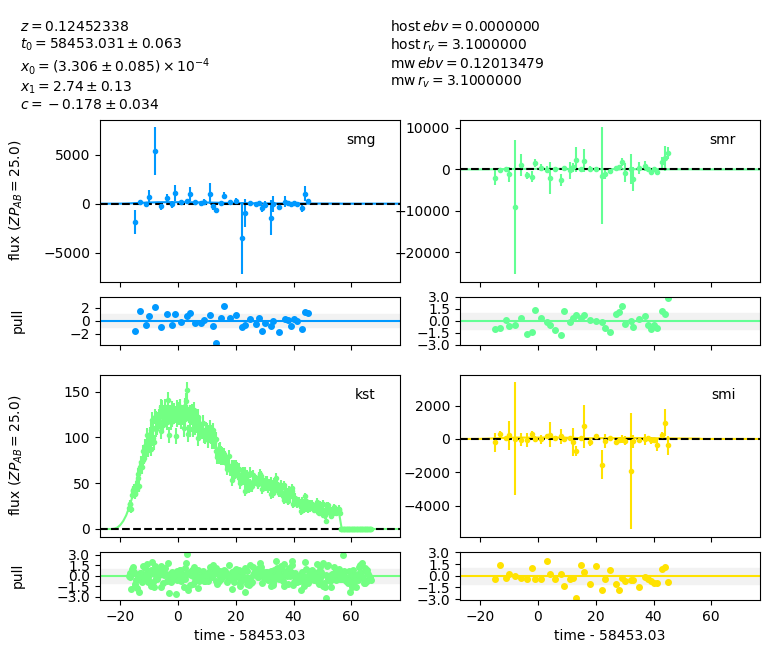 z = 0.12452338
t0 = 58453.031 ± 0.063
x0 = (3.306 ± 0.085) × 10^−4
x1 = 2.74 ± 0.13
c = −0.178 ± 0.034
host ebv = 0.0000000
host rv = 3.1000000
mw ebv = 0.12013479
mw rv = 3.1000000
smg
5000
0
−5000
flux (ZPAB = 25.0)
2
0
−2
pull
smr
10000
0
−10000
−20000
3.0
1.5
0.0
−1.5
−3.0
kst
150
100
50
0
flux (ZPAB = 25.0)
3.0
1.5
0.0
−1.5
−3.0
pull
−20 0 20 40 60
time - 58453.03
smi
2000
0
−2000
−4000
3.0
1.5
0.0
−1.5
−3.0
−20 0 20 40 60
time - 58453.03